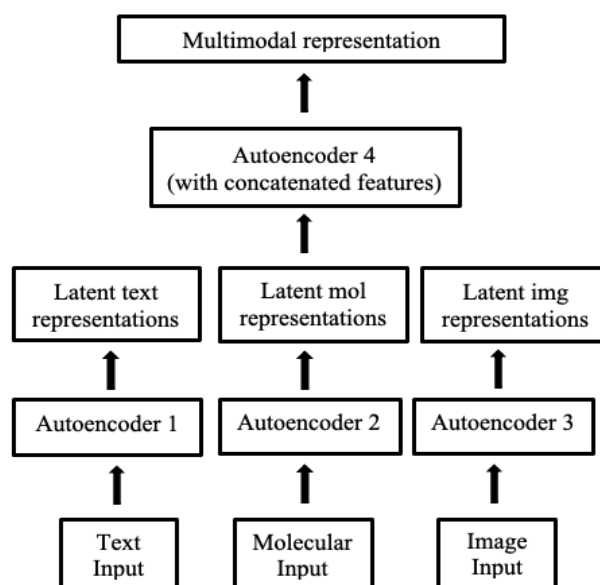 Multimodal representation
Autoencoder 4
(with concatenated features)
Latent text
representations
Latent mol
representations
Latent img
representations
Autoencoder 1
Autoencoder 2
Autoencoder 3
Text
Input
Molecular
Input
Image
Input